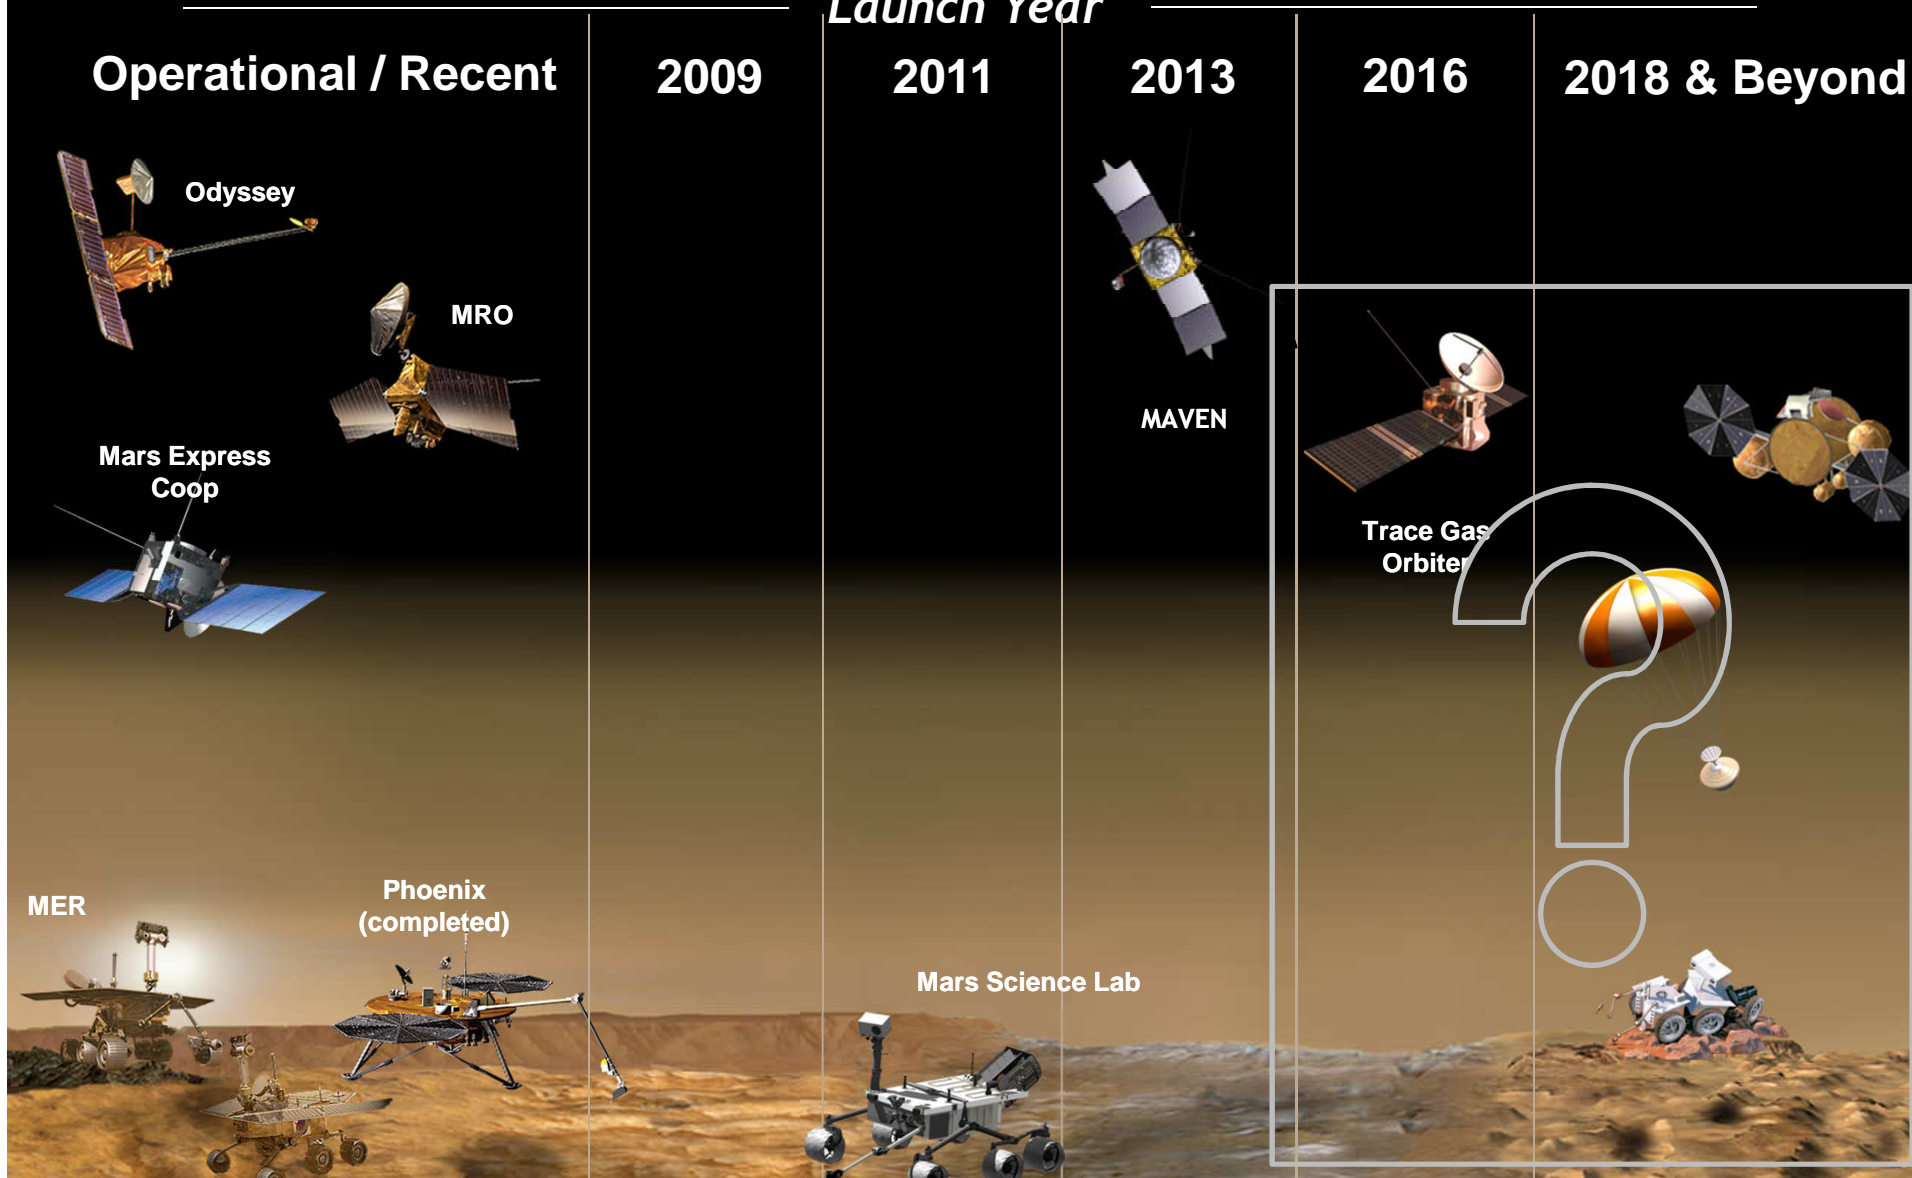 Launch Year
Operational / Recent
2009
2011
2013
2016
2018 & Beyond
Odyssey
MRO
MAVEN
Mars Express
Coop
Trace Gas
Orbiter
?
MER
Phoenix
(completed)
Mars Science Lab